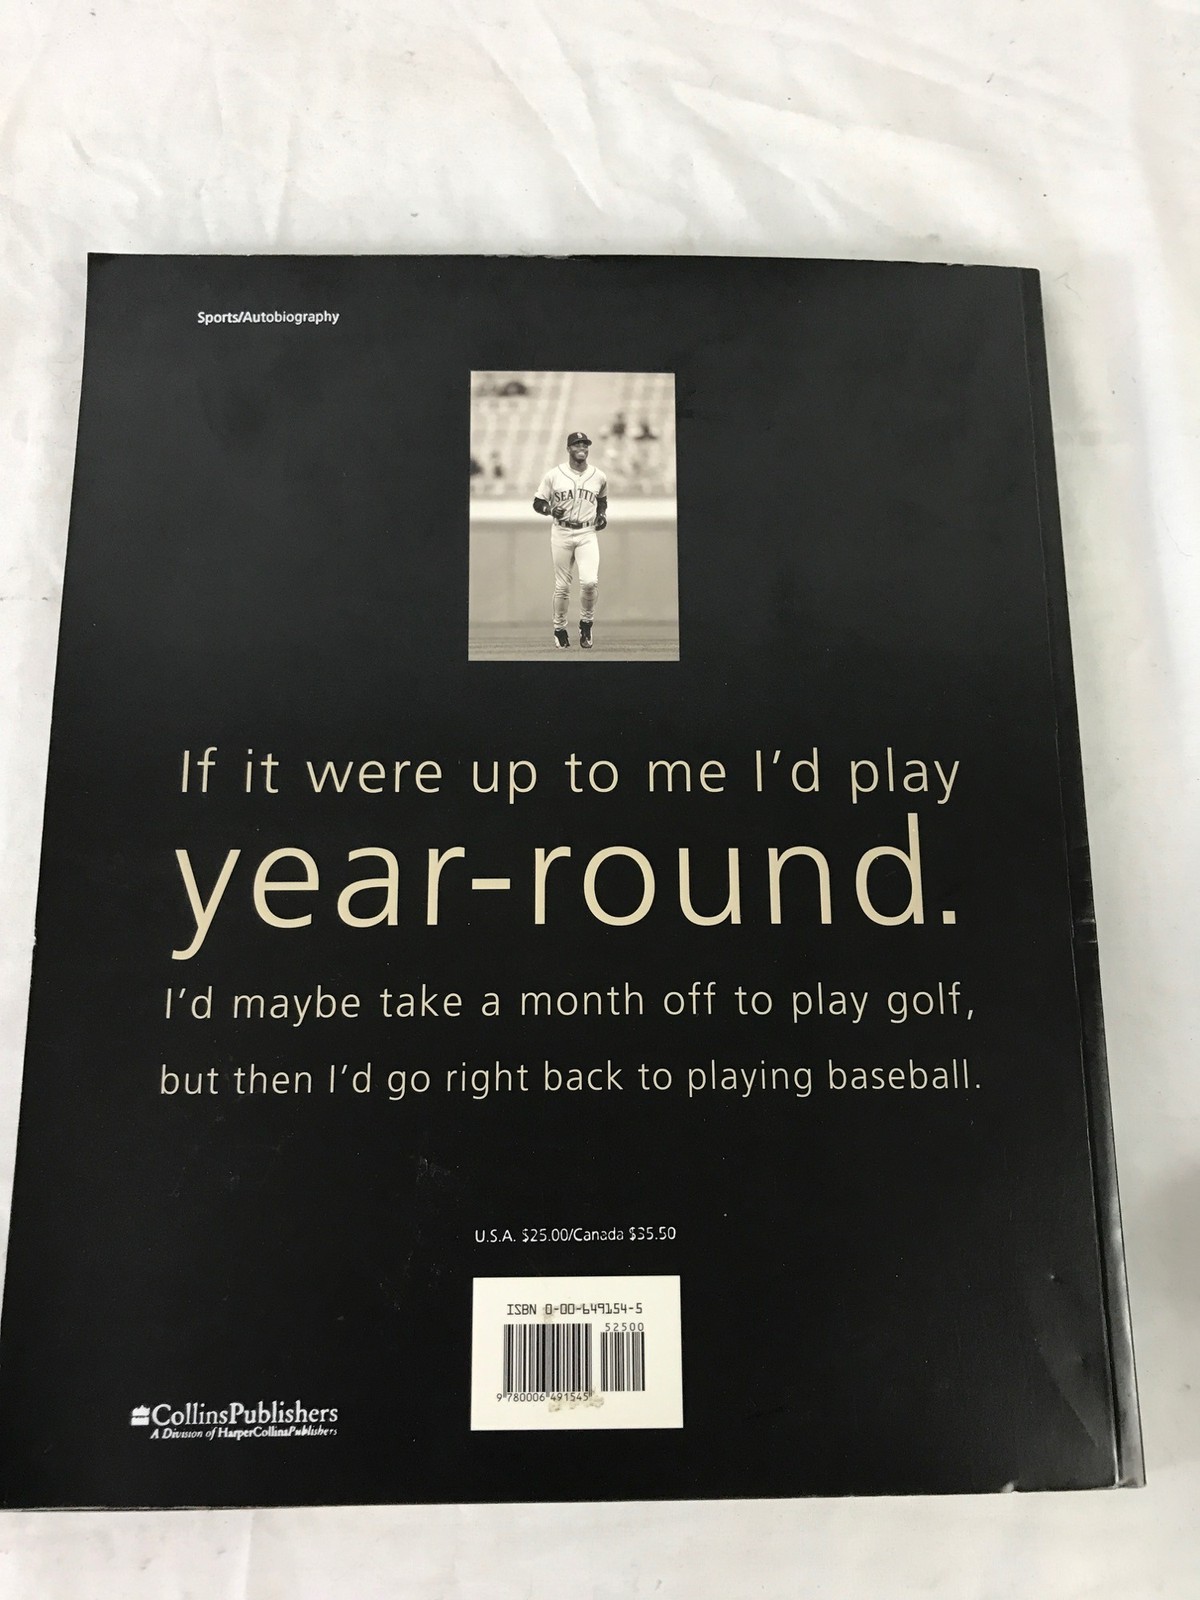 Sports/Autobiography
SEATTLE
If it were up to me I'd play
year-round.
I'd maybe take a month off to play golf,
but then I'd go right back to playing baseball.
U.S.A. $25.00/Canada $35.50
ISBN 0-00-649154-5
52500
9 780006 491545
CollinsPublishers
A Division of HarperCollinsPublishers